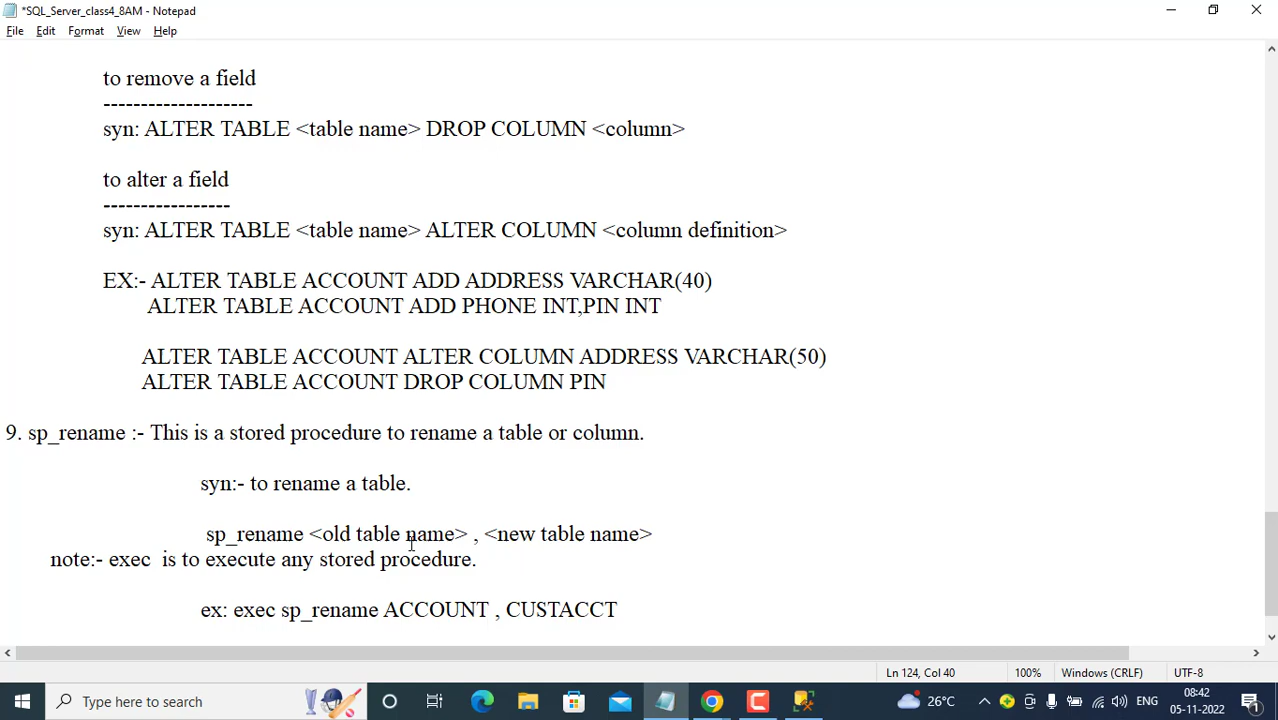 *SQL_Server_class4_8AM - Notepad
File Edit Format View Help
to remove a field
--------------------
syn: ALTER TABLE <table name> DROP COLUMN <column>
to alter a field
-----------------
syn: ALTER TABLE <table name> ALTER COLUMN <column definition>
EX:- ALTER TABLE ACCOUNT ADD ADDRESS VARCHAR(40)
ALTER TABLE ACCOUNT ADD PHONE INT,PIN INT
ALTER TABLE ACCOUNT ALTER COLUMN ADDRESS VARCHAR(50)
ALTER TABLE ACCOUNT DROP COLUMN PIN
9. sp_rename :- This is a stored procedure to rename a table or column.
syn:- to rename a table.
sp_rename <old table name> , <new table name>
note:- exec  is to execute any stored procedure.
ex: exec sp_rename ACCOUNT , CUSTACCT
Ln 124, Col 40 100% Windows (CRLF) UTF-8
Type here to search 26°C ENG 08:42 05-11-2022 1